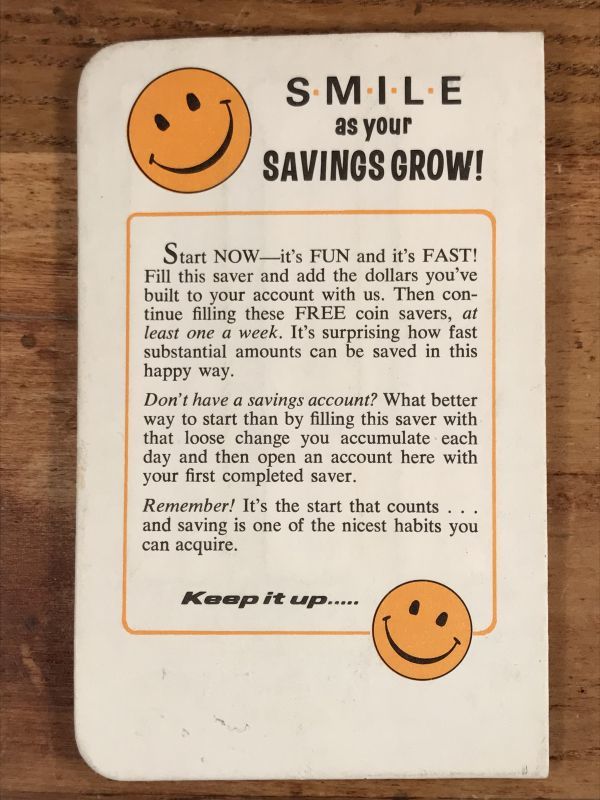 S·M·I·L·E
as your
SAVINGS GROW!
Start NOW—it's FUN and it's FAST!
Fill this saver and add the dollars you've
built to your account with us. Then con-
tinue filling these FREE coin savers, at
least one a week. It's surprising how fast
substantial amounts can be saved in this
happy way.
Don't have a savings account? What better
way to start than by filling this saver with
that loose change you accumulate each
day and then open an account here with
your first completed saver.
Remember! It's the start that counts . . .
and saving is one of the nicest habits you
can acquire.
Keep it up.....